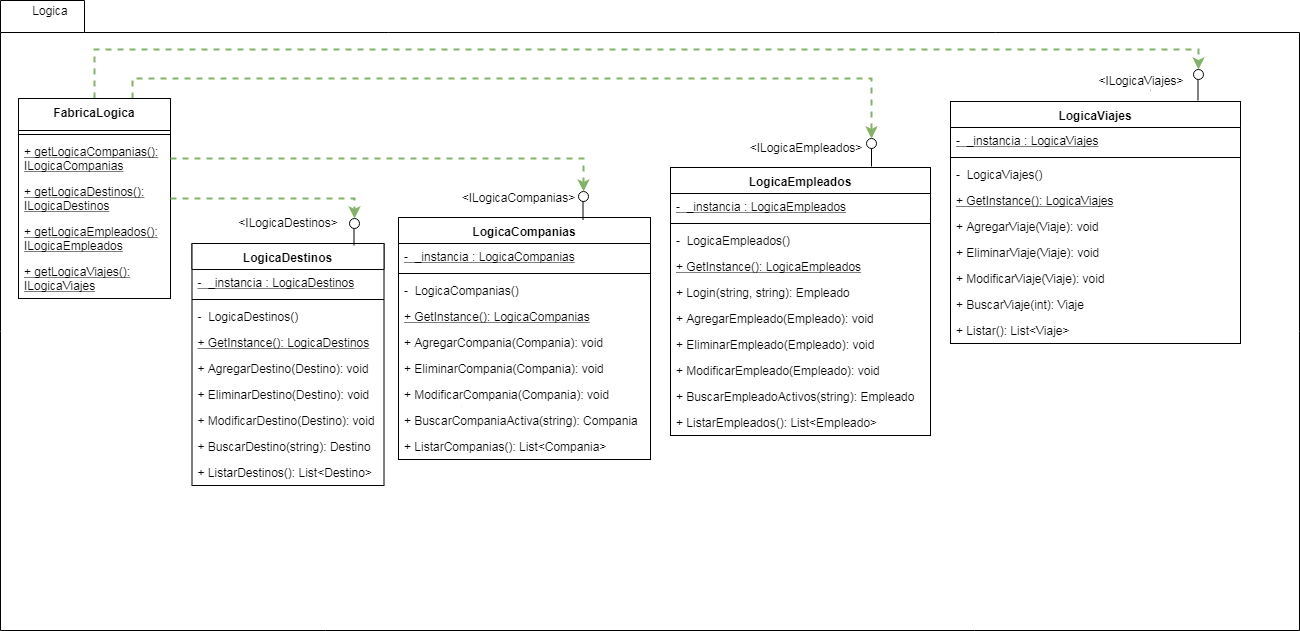 Logica
FabricaLogica
+ getLogicaCompanias():
ILogicaCompanias
+ getLogicaDestinos():
ILogicaDestinos
+ getLogicaEmpleados():
ILogicaEmpleados
+ getLogicaViajes():
ILogicaViajes
<ILogicaDestinos>
LogicaDestinos
- _instancia : LogicaDestinos
- LogicaDestinos()
+ GetInstance(): LogicaDestinos
+ AgregarDestino(Destino): void
+ EliminarDestino(Destino): void
+ ModificarDestino(Destino): void
+ BuscarDestino(string): Destino
+ ListarDestinos(): List<Destino>
<ILogicaCompanias>
LogicaCompanias
- _instancia : LogicaCompanias
- LogicaCompanias()
+ GetInstance(): LogicaCompanias
+ AgregarCompania(Compania): void
+ EliminarCompania(Compania): void
+ ModificarCompania(Compania): void
+ BuscarCompaniaActiva(string): Compania
+ ListarCompanias(): List<Compania>
<ILogicaEmpleados>
LogicaEmpleados
- _instancia : LogicaEmpleados
- LogicaEmpleados()
+ GetInstance(): LogicaEmpleados
+ Login(string, string): Empleado
+ AgregarEmpleado(Empleado): void
+ EliminarEmpleado(Empleado): void
+ ModificarEmpleado(Empleado): void
+ BuscarEmpleadoActivos(string): Empleado
+ ListarEmpleados(): List<Empleado>
<ILogicaViajes>
LogicaViajes
- _instancia : LogicaViajes
- LogicaViajes()
+ GetInstance(): LogicaViajes
+ AgregarViaje(Viaje): void
+ EliminarViaje(Viaje): void
+ ModificarViaje(Viaje): void
+ BuscarViaje(int): Viaje
+ Listar(): List<Viaje>